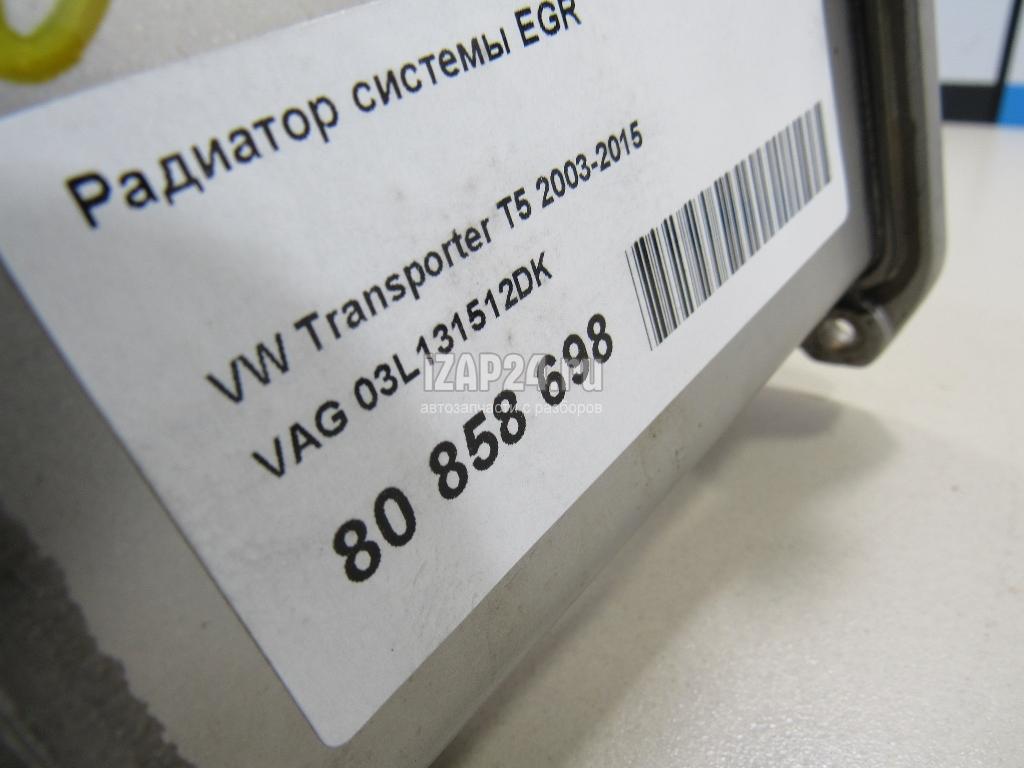 Радиатор системы EGR
VW Transporter T5 2003-2015
VAG 03L131512DK
80 858 698
IZAP24.ru
автозапчасти с разборов